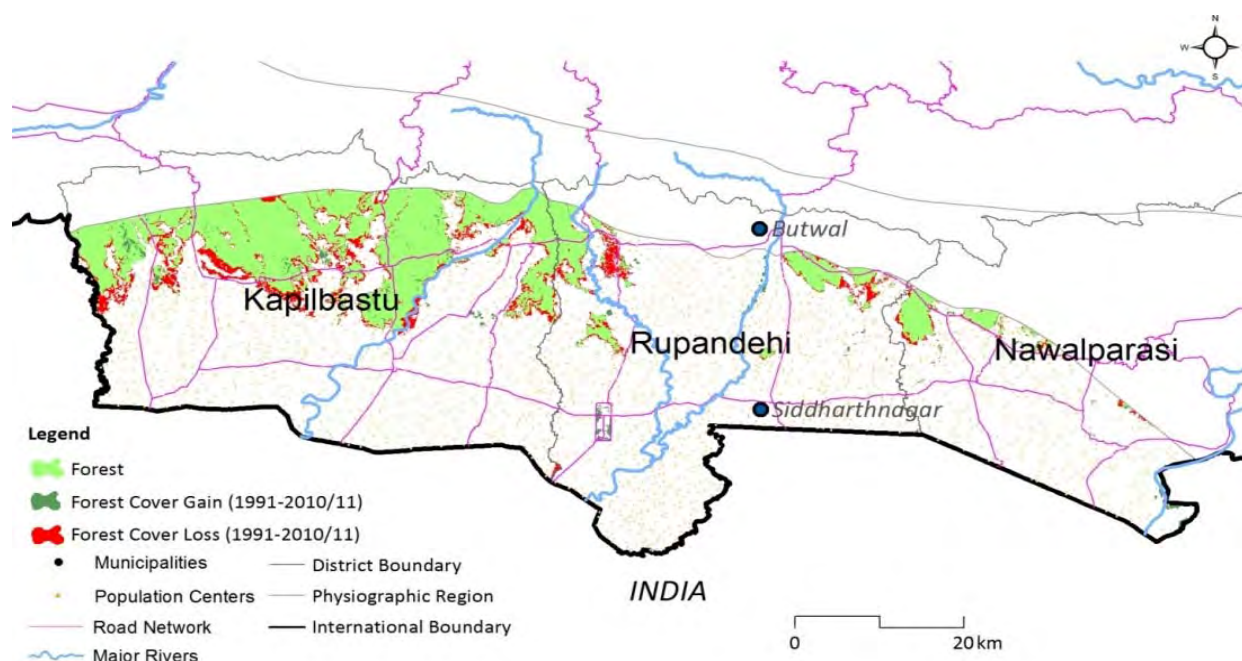 N
W
S
Butwal
Kapilbastu
Rupandehi
Nawalparasi
Siddharthnagar
Legend
Forest
Forest Cover Gain (1991-2010/11)
Forest Cover Loss (1991-2010/11)
Municipalities
District Boundary
Population Centers
Physiographic Region
Road Network
International Boundary
Major Rivers
INDIA
0
20 km